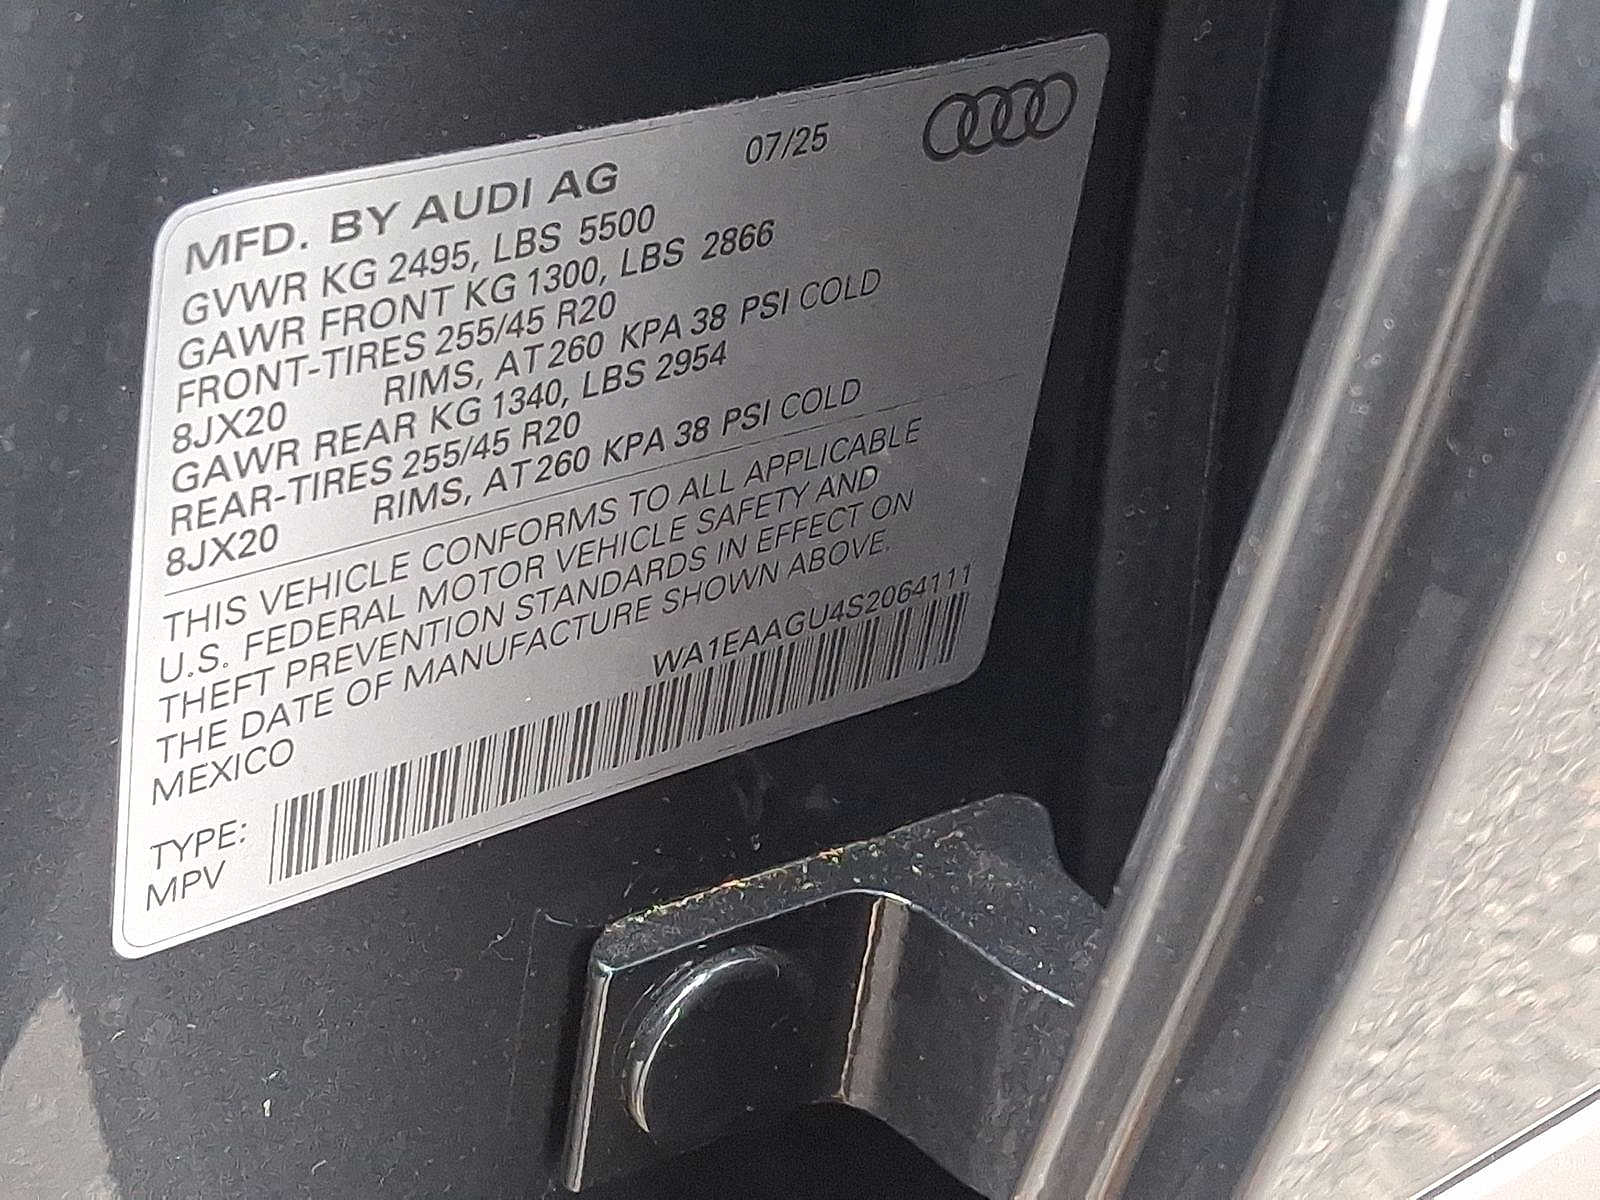 07/25
MFD. BY AUDI AG
GVWR KG 2495, LBS 5500
GAWR FRONT KG 1300, LBS 2866
FRONT-TIRES 255/45 R20
8JX20 RIMS, AT 260 KPA 38 PSI COLD
GAWR REAR KG 1340, LBS 2954
REAR-TIRES 255/45 R20
8JX20 RIMS, AT 260 KPA 38 PSI COLD
THIS VEHICLE CONFORMS TO ALL APPLICABLE
U.S. FEDERAL MOTOR VEHICLE SAFETY AND
THEFT PREVENTION STANDARDS IN EFFECT ON
THE DATE OF MANUFACTURE SHOWN ABOVE.
MEXICO
WA1EAAGU4S2064111
TYPE:
MPV